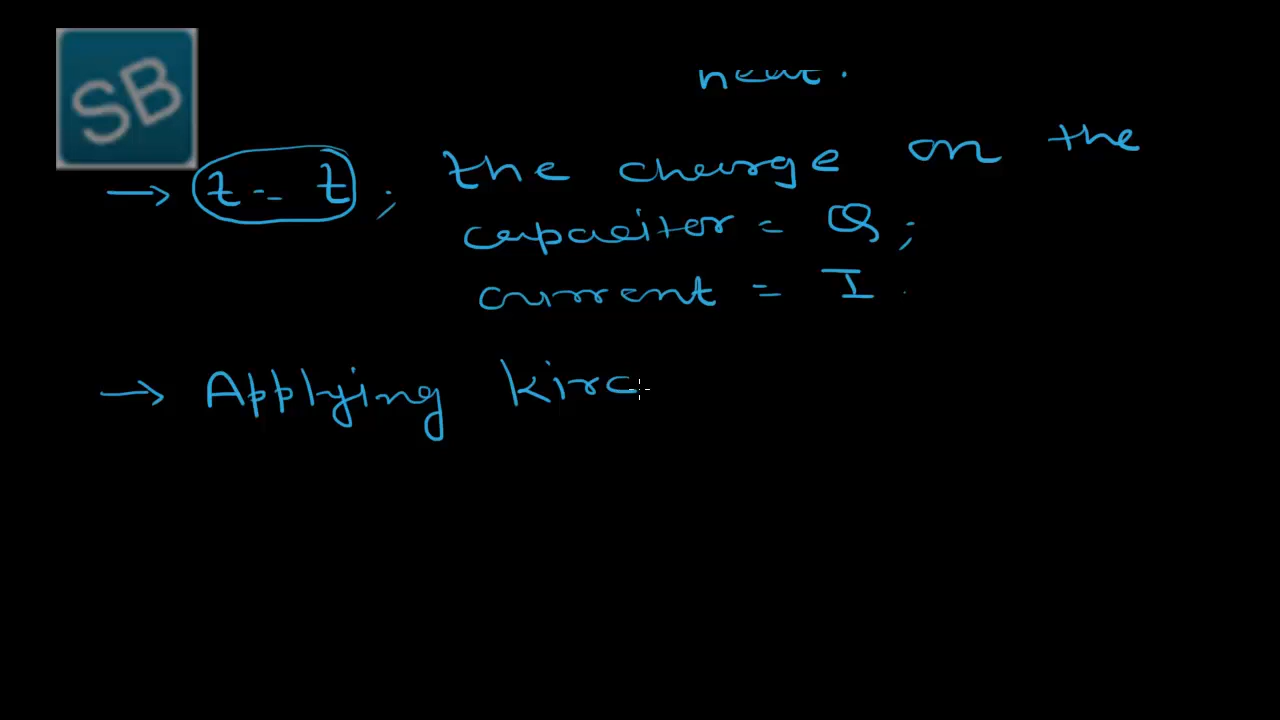 SB
→ t = t; the charge on the
capacitor = Q;
current = I.
→ Applying kirc